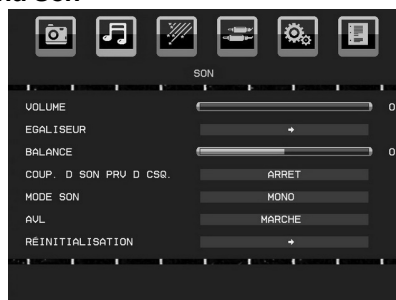 SON
VOLUME 0
EGALISEUR
BALANCE 0
COUP. D SON PRV D CSQ. ARRET
MODE SON MONO
AVL MARCHE
RÉINITIALISATION